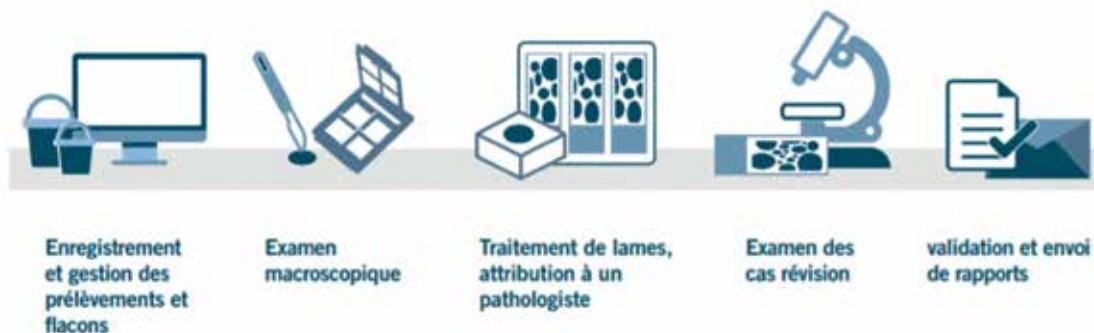 Enregistrement
et gestion des
prélèvements et
flacons
Examen
macroscopique
Traitement de lames,
attribution à un
pathologiste
Examen des
cas révision
validation et envoi
de rapports